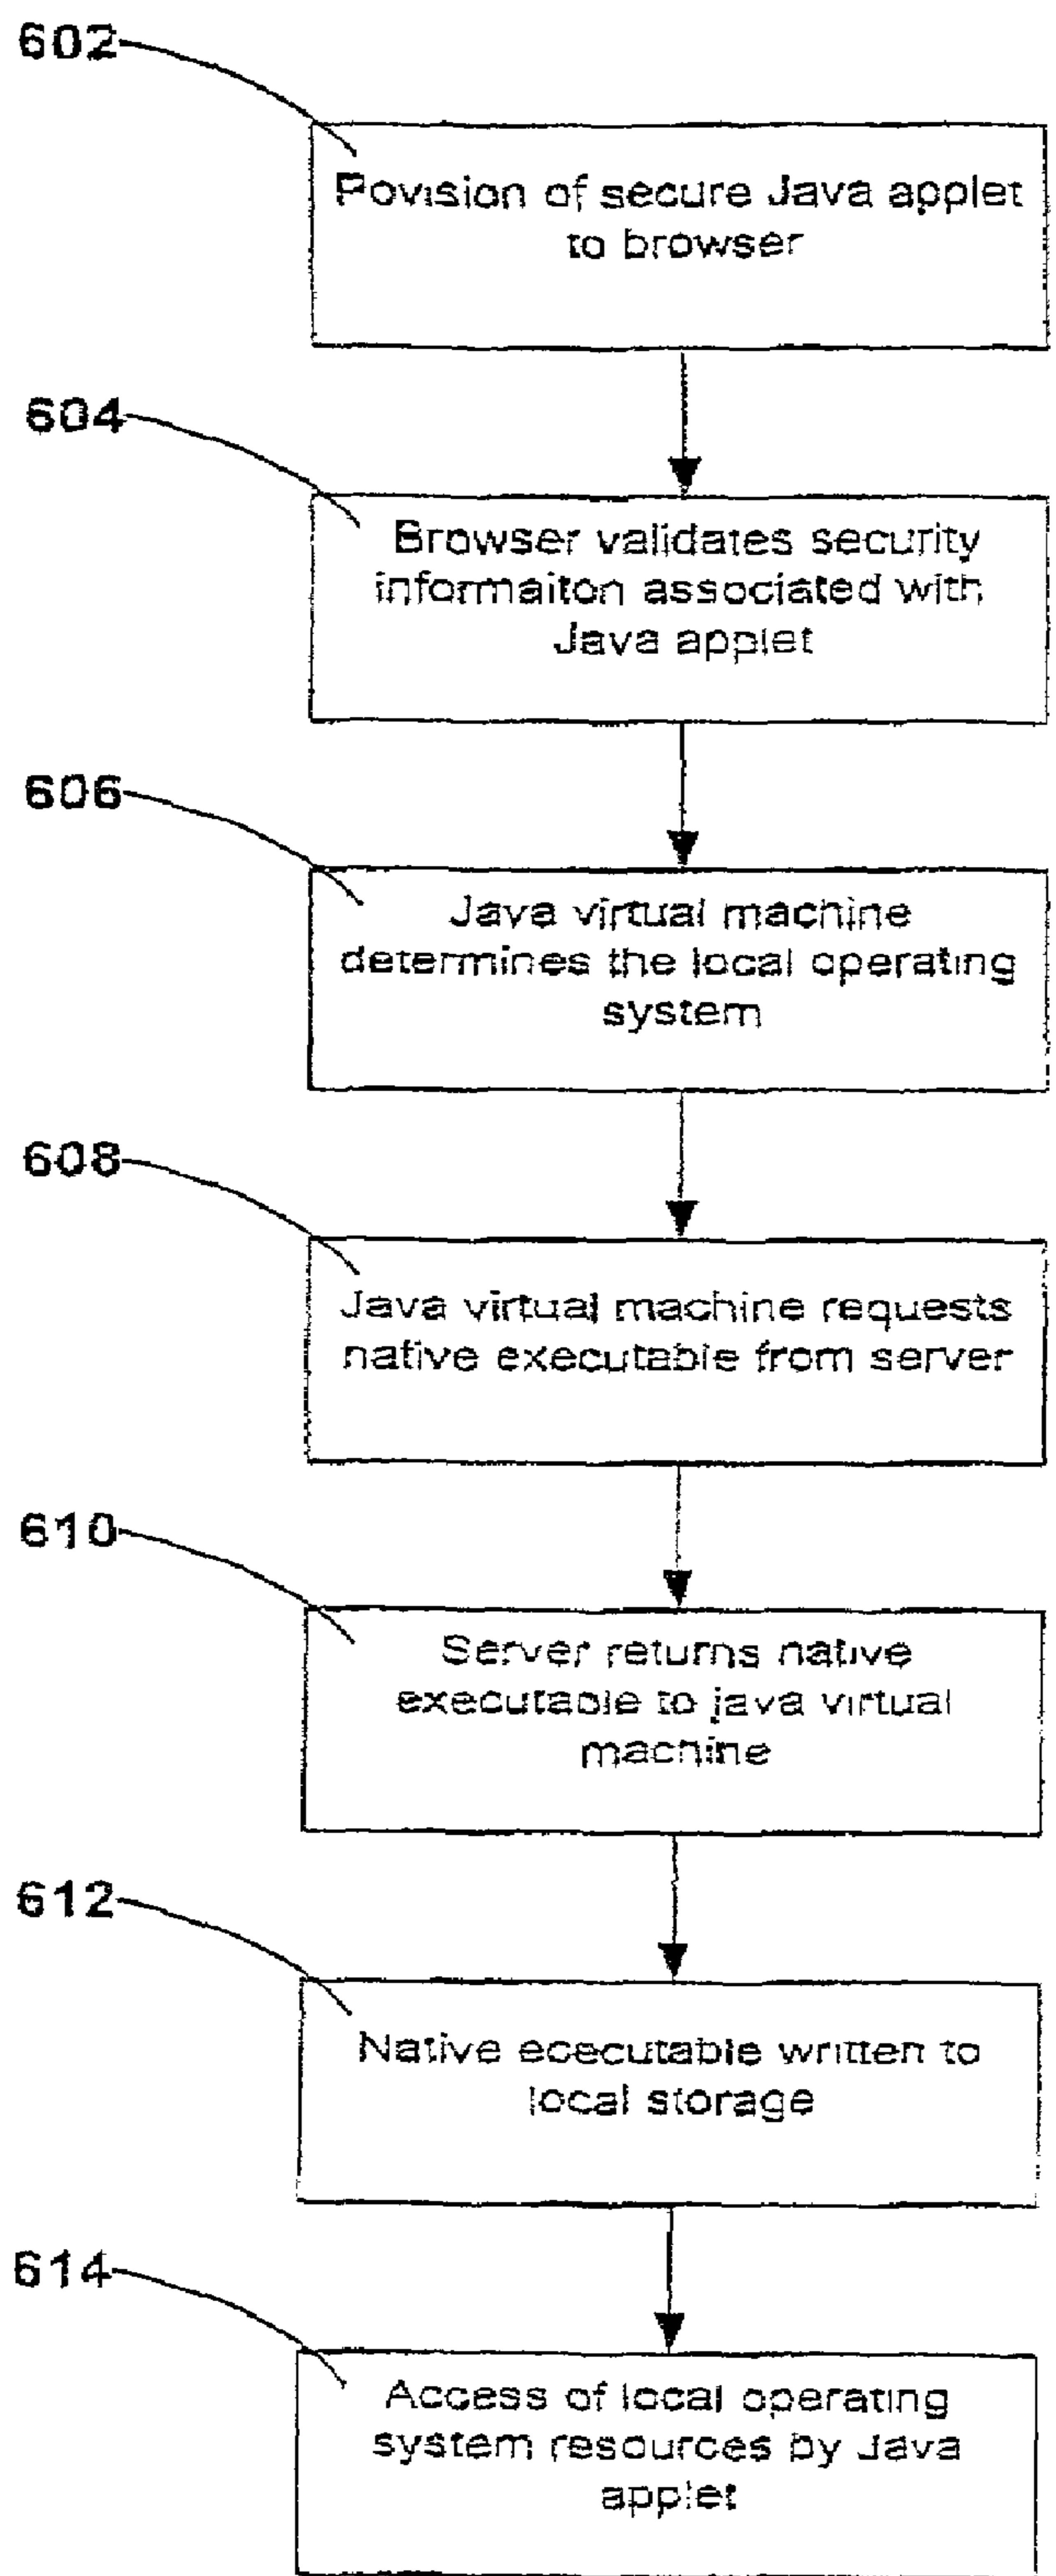 602
Povision of secure Java applet
to browser
604
Browser validates security
informaiton associated with
Java applet
606
Java virtual machine
determines the local operating
system
608
Java virtual machine requests
native executable from server
610
Server returns native
executable to java virtual
machine
612
Native ececutable written to
local storage
614
Access of local operating
system resources by Java
applet